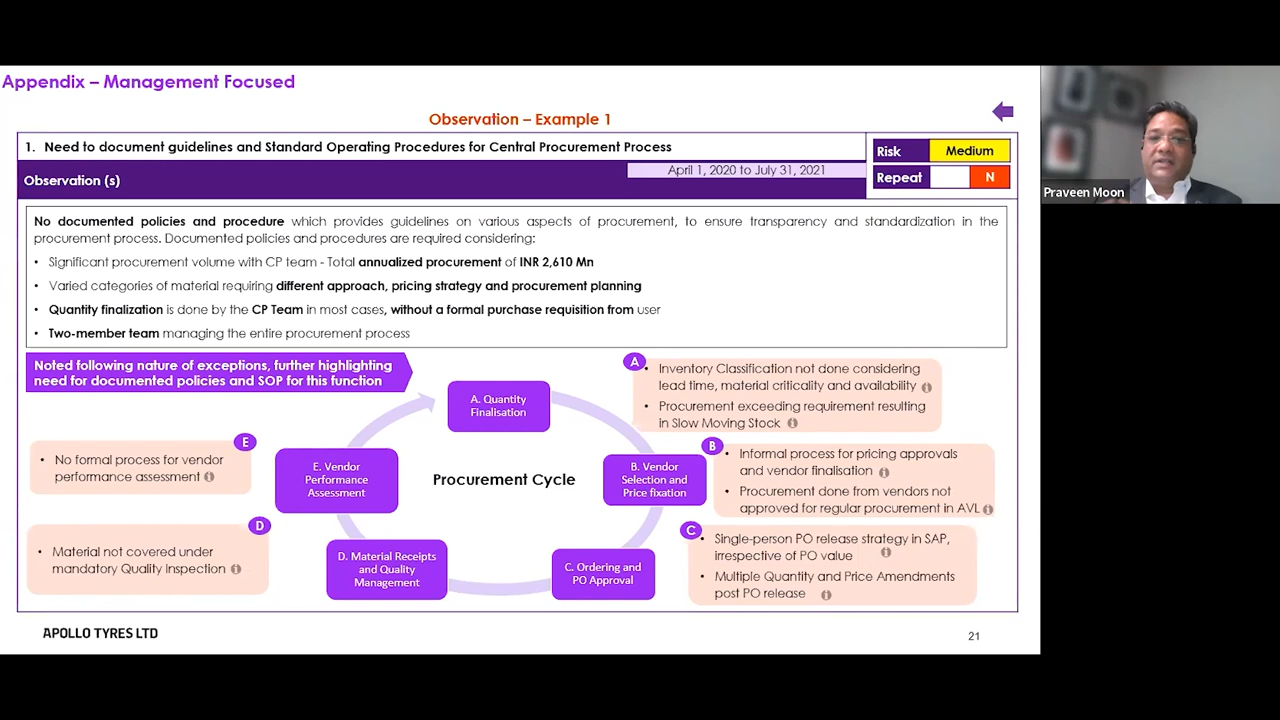 Appendix – Management Focused
Observation – Example 1
1. Need to document guidelines and Standard Operating Procedures for Central Procurement Process
Risk
Medium
Observation (s)
April 1, 2020 to July 31, 2021
Repeat
N
No documented policies and procedure which provides guidelines on various aspects of procurement, to ensure transparency and standardization in the
procurement process. Documented policies and procedures are required considering:
• Significant procurement volume with CP team - Total annualized procurement of INR 2,610 Mn
• Varied categories of material requiring different approach, pricing strategy and procurement planning
• Quantity finalization is done by the CP Team in most cases, without a formal purchase requisition from user
• Two-member team managing the entire procurement process
Noted following nature of exceptions, further highlighting
need for documented policies and SOP for this function
A
• Inventory Classification not done considering
lead time, material criticality and availability
• Procurement exceeding requirement resulting
in Slow Moving Stock
A. Quantity
Finalisation
B
• Informal process for pricing approvals
and vendor finalisation
• Procurement done from vendors not
approved for regular procurement in AVL
B. Vendor
Selection and
Price fixation
Procurement Cycle
E
• No formal process for vendor
performance assessment
E. Vendor
Performance
Assessment
D
• Material not covered under
mandatory Quality Inspection
D. Material Receipts
and Quality
Management
C. Ordering and
PO Approval
C
• Single-person PO release strategy in SAP,
irrespective of PO value
• Multiple Quantity and Price Amendments
post PO release
APOLLO TYRES LTD
21
Praveen Moon